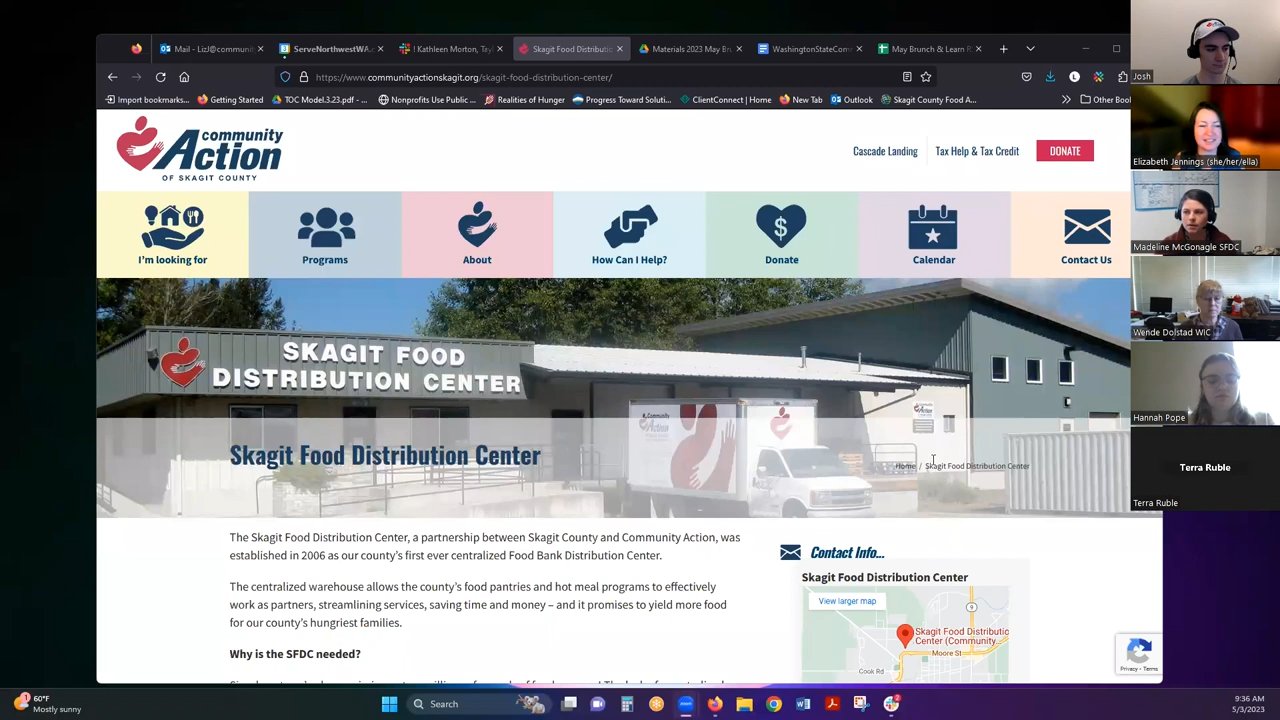 Mail - LizJ@communi
ServeNorthwestWA.
! Kathleen Morton, Tayl
Skagit Food Distributic
Materials 2023 May Br
WashingtonStateComm
May Brunch & Learn R
https://www.communityactionskagit.org/skagit-food-distribution-center/
Import bookmarks...
Getting Started
TOC Model.3.23.pdf - ...
Nonprofits Use Public ...
Realities of Hunger
Progress Toward Soluti...
ClientConnect | Home
New Tab
Outlook
Skagit County Food A...
Other Boo
community
Action
OF SKAGIT COUNTY
Cascade Landing
Tax Help & Tax Credit
DONATE
I'm looking for
Programs
About
How Can I Help?
Donate
Calendar
Contact Us
SKAGIT FOOD
DISTRIBUTION CENTER
Skagit Food Distribution Center
Home / Skagit Food Distribution Center
The Skagit Food Distribution Center, a partnership between Skagit County and Community Action, was
established in 2006 as our county's first ever centralized Food Bank Distribution Center.
The centralized warehouse allows the county's food pantries and hot meal programs to effectively
work as partners, streamlining services, saving time and money – and it promises to yield more food
for our county's hungriest families.
Why is the SFDC needed?
Contact Info...
Skagit Food Distribution Center
View larger map
9
Skagit Food Distributic
Center (Community...
Moore St
Cook Rd
Privacy - Terms
Josh
Elizabeth Jennings (she/her/ella)
Madeline McGonagle SFDC
Wende Dolstad WIC
Hannah Pope
Terra Ruble
Terra Ruble
60°F
Mostly sunny
Search
9:36 AM
5/3/2023